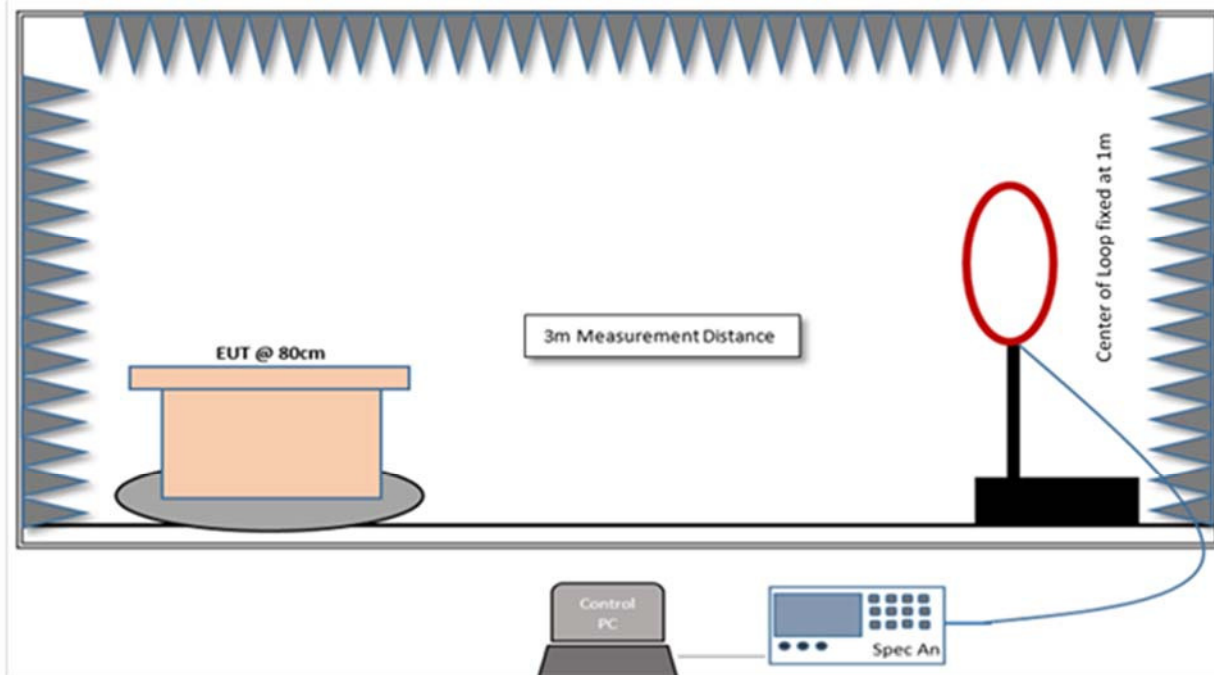 Center of Loop fixed at 1m
3m Measurement Distance
EUT @ 80cm
Control
PC
Spec An